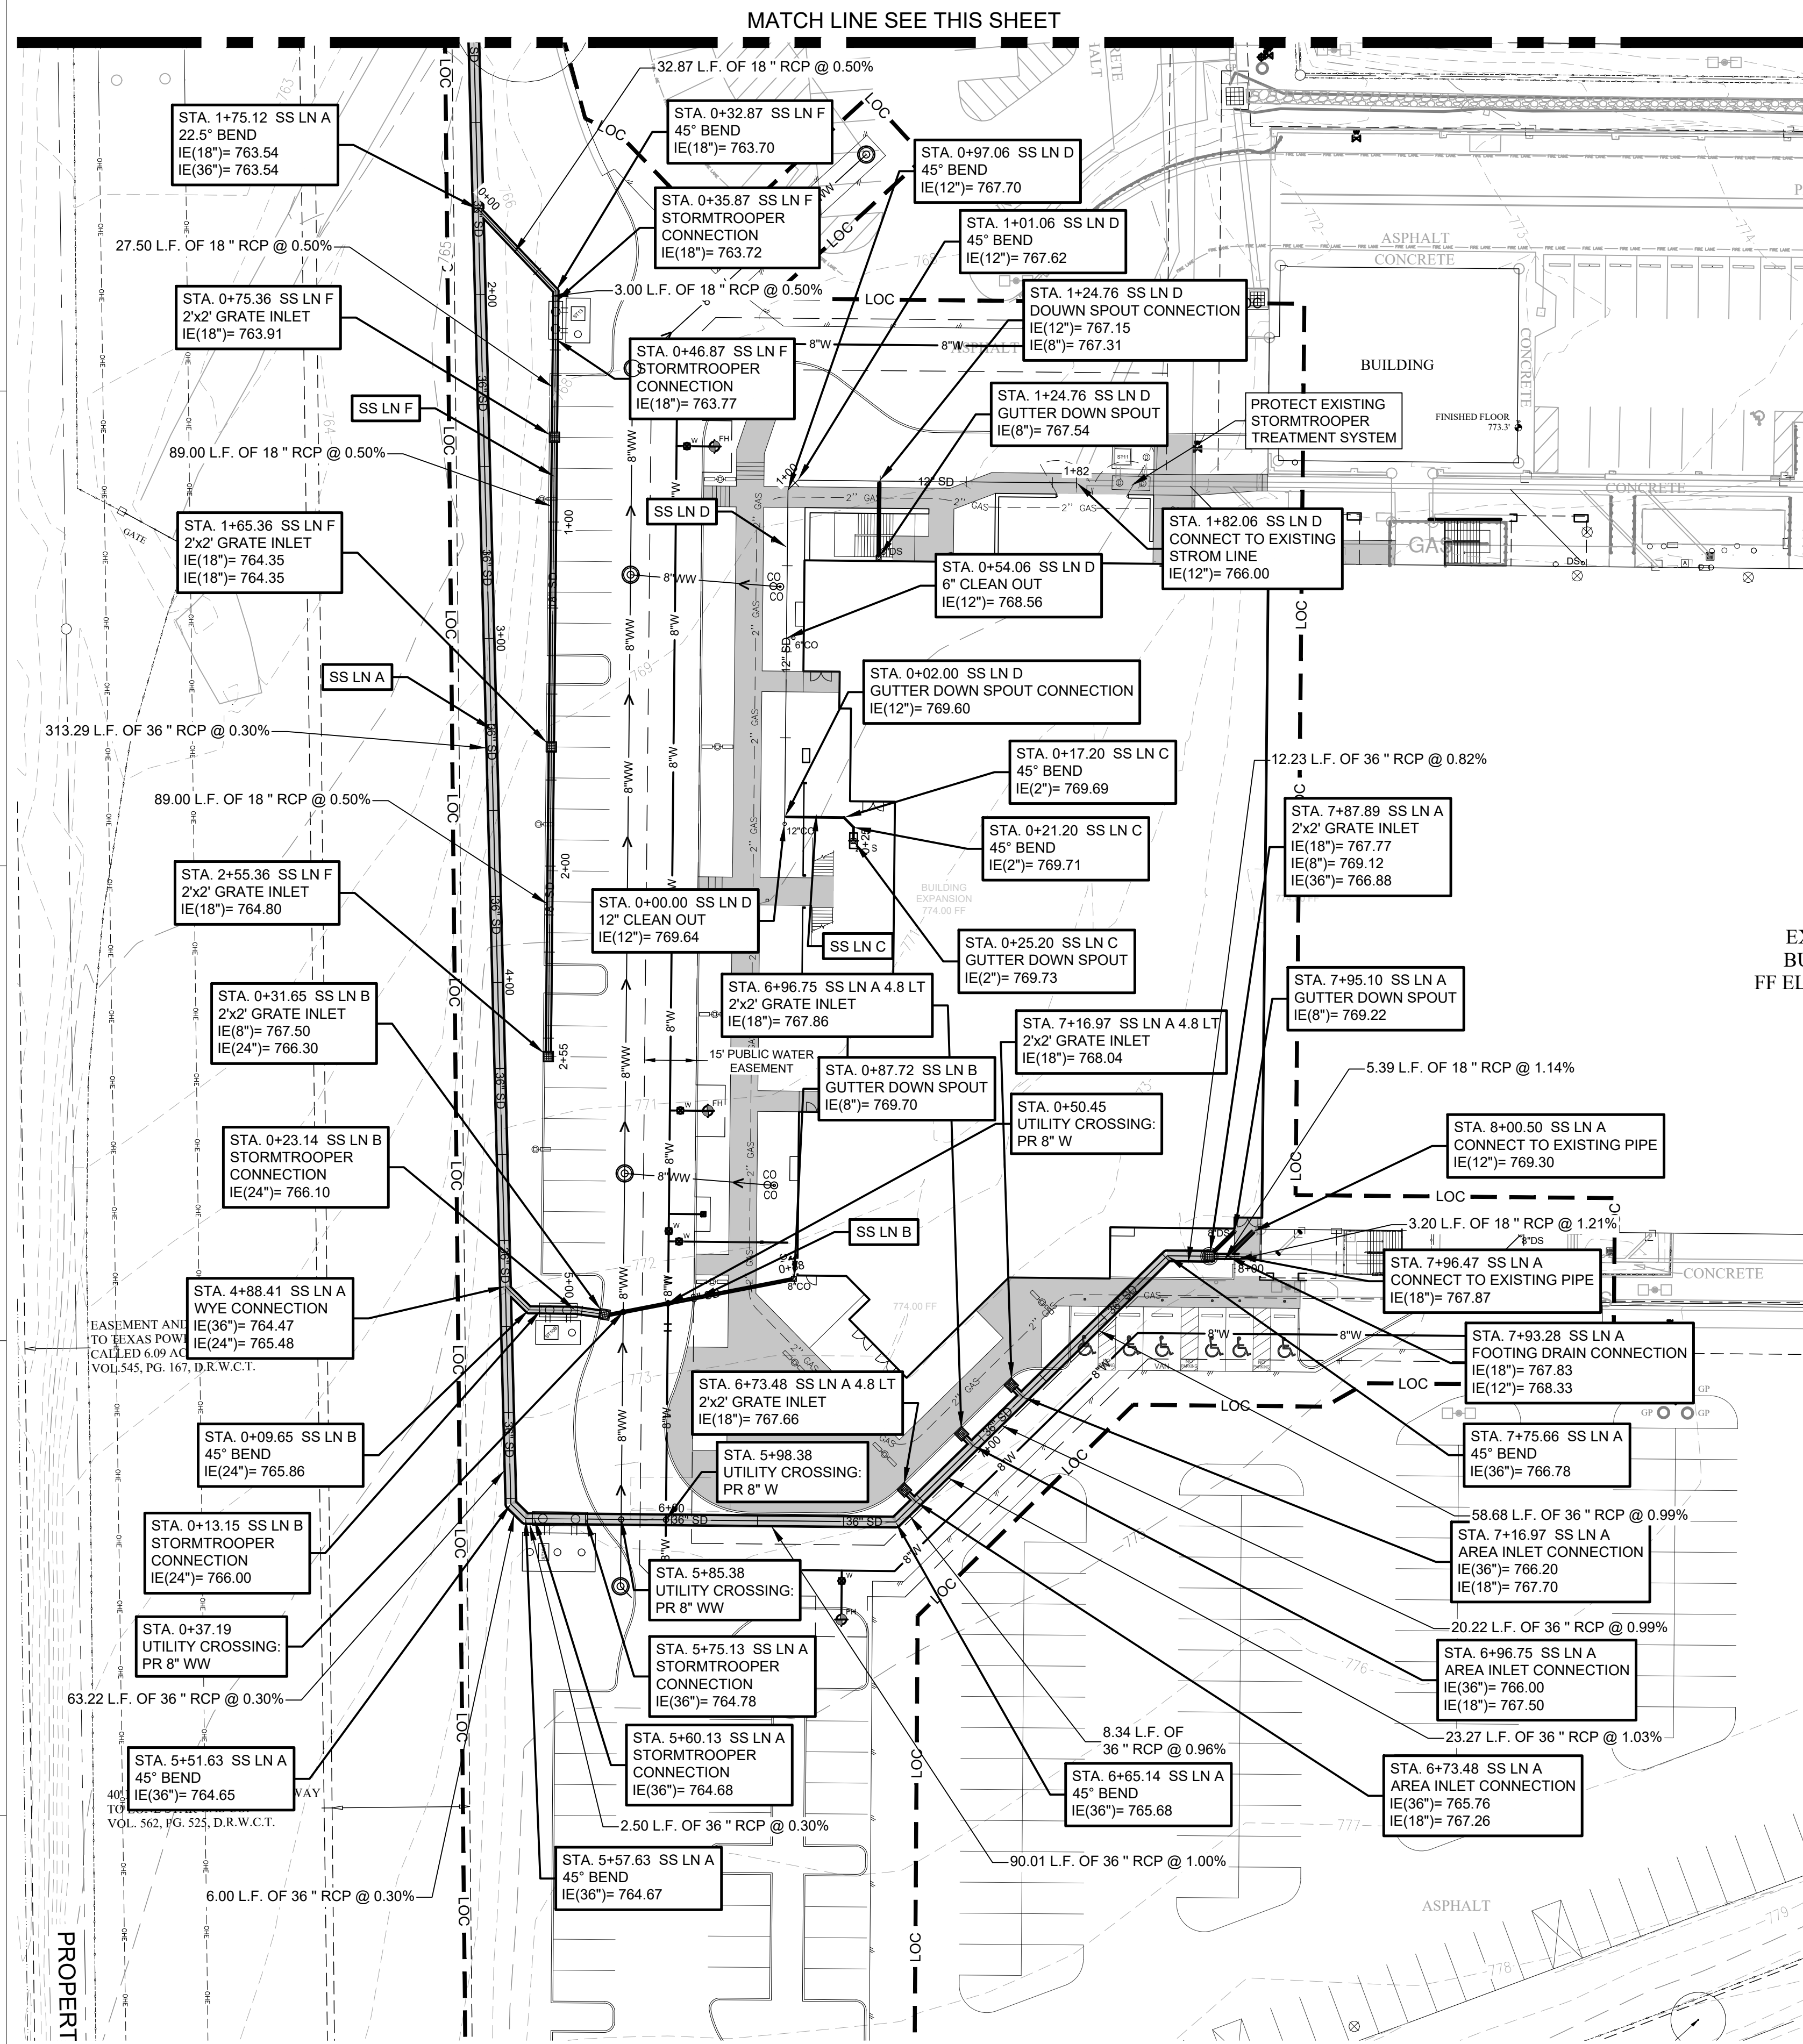 MATCH LINE SEE THIS SHEET
32.87 L.F. OF 18 " RCP @ 0.50%
STA. 1+75.12 SS LN A
22.5° BEND
IE(18")= 763.54
IE(36")= 763.54
STA. 0+32.87 SS LN F
45° BEND
IE(18")= 763.70
STA. 0+97.06 SS LN D
45° BEND
IE(12")= 767.70
STA. 0+35.87 SS LN F
STORMTROOPER
CONNECTION
IE(18")= 763.72
STA. 1+01.06 SS LN D
45° BEND
IE(12")= 767.62
27.50 L.F. OF 18 " RCP @ 0.50%
3.00 L.F. OF 18 " RCP @ 0.50%
STA. 0+75.36 SS LN F
2'x2' GRATE INLET
IE(18")= 763.91
STA. 1+24.76 SS LN D
DOUWN SPOUT CONNECTION
IE(12")= 767.15
IE(8")= 767.31
STA. 0+46.87 SS LN F
STORMTROOPER
CONNECTION
IE(18")= 763.77
ASPHALT
CONCRETE
BUILDING
CONCRETE
FINISHED FLOOR
773.3'
SS LN F
STA. 1+24.76 SS LN D
GUTTER DOWN SPOUT
IE(8")= 767.54
PROTECT EXISTING
STORMTROOPER
TREATMENT SYSTEM
89.00 L.F. OF 18 " RCP @ 0.50%
1+82
12" SD
CONCRETE
SS LN D
STA. 1+65.36 SS LN F
2'x2' GRATE INLET
IE(18")= 764.35
IE(18")= 764.35
GATE
STA. 1+82.06 SS LN D
CONNECT TO EXISTING
STROM LINE
IE(12")= 766.00
GAS
STA. 0+54.06 SS LN D
6" CLEAN OUT
IE(12")= 768.56
SS LN A
STA. 0+02.00 SS LN D
GUTTER DOWN SPOUT CONNECTION
IE(12")= 769.60
313.29 L.F. OF 36 " RCP @ 0.30%
STA. 0+17.20 SS LN C
45° BEND
IE(2")= 769.69
12.23 L.F. OF 36 " RCP @ 0.82%
89.00 L.F. OF 18 " RCP @ 0.50%
STA. 7+87.89 SS LN A
2'x2' GRATE INLET
IE(18")= 767.77
IE(8")= 769.12
IE(36")= 766.88
STA. 0+21.20 SS LN C
45° BEND
IE(2")= 769.71
STA. 2+55.36 SS LN F
2'x2' GRATE INLET
IE(18")= 764.80
BUILDING
EXPANSION
774.00 FF
STA. 0+00.00 SS LN D
12" CLEAN OUT
IE(12")= 769.64
SS LN C
STA. 0+25.20 SS LN C
GUTTER DOWN SPOUT
IE(2")= 769.73
FF EL
STA. 0+31.65 SS LN B
2'x2' GRATE INLET
IE(8")= 767.50
IE(24")= 766.30
STA. 6+96.75 SS LN A 4.8 LT
2'x2' GRATE INLET
IE(18")= 767.86
STA. 7+95.10 SS LN A
GUTTER DOWN SPOUT
IE(8")= 769.22
STA. 7+16.97 SS LN A 4.8 LT
2'x2' GRATE INLET
IE(18")= 768.04
15' PUBLIC WATER
EASEMENT
STA. 0+87.72 SS LN B
GUTTER DOWN SPOUT
IE(8")= 769.70
5.39 L.F. OF 18 " RCP @ 1.14%
STA. 0+50.45
UTILITY CROSSING:
PR 8" W
STA. 8+00.50 SS LN A
CONNECT TO EXISTING PIPE
IE(12")= 769.30
STA. 0+23.14 SS LN B
STORMTROOPER
CONNECTION
IE(24")= 766.10
LOC
3.20 L.F. OF 18 " RCP @ 1.21%
SS LN B
STA. 7+96.47 SS LN A
CONNECT TO EXISTING PIPE
IE(18")= 767.87
CONCRETE
STA. 4+88.41 SS LN A
WYE CONNECTION
IE(36")= 764.47
IE(24")= 765.48
774.00 FF
EASEMENT AND
TO TEXAS POW
CALLED 6.09 AC
VOL.545, PG. 167, D.R.W.C.T.
STA. 7+93.28 SS LN A
FOOTING DRAIN CONNECTION
IE(18")= 767.83
IE(12")= 768.33
STA. 6+73.48 SS LN A 4.8 LT
2'x2' GRATE INLET
IE(18")= 767.66
STA. 0+09.65 SS LN B
45° BEND
IE(24")= 765.86
STA. 7+75.66 SS LN A
45° BEND
IE(36")= 766.78
STA. 5+98.38
UTILITY CROSSING:
PR 8" W
58.68 L.F. OF 36 " RCP @ 0.99%
STA. 0+13.15 SS LN B
STORMTROOPER
CONNECTION
IE(24")= 766.00
STA. 7+16.97 SS LN A
AREA INLET CONNECTION
IE(36")= 766.20
IE(18")= 767.70
STA. 5+85.38
UTILITY CROSSING:
PR 8" WW
STA. 0+37.19
UTILITY CROSSING:
PR 8" WW
20.22 L.F. OF 36 " RCP @ 0.99%
STA. 5+75.13 SS LN A
STORMTROOPER
CONNECTION
IE(36")= 764.78
STA. 6+96.75 SS LN A
AREA INLET CONNECTION
IE(36")= 766.00
IE(18")= 767.50
63.22 L.F. OF 36 " RCP @ 0.30%
8.34 L.F. OF
36 " RCP @ 0.96%
23.27 L.F. OF 36 " RCP @ 1.03%
STA. 5+51.63 SS LN A
45° BEND
IE(36")= 764.65
STA. 5+60.13 SS LN A
STORMTROOPER
CONNECTION
IE(36")= 764.68
STA. 6+65.14 SS LN A
45° BEND
IE(36")= 765.68
STA. 6+73.48 SS LN A
AREA INLET CONNECTION
IE(36")= 765.76
IE(18")= 767.26
VOL. 562, PG. 525, D.R.W.C.T.
2.50 L.F. OF 36 " RCP @ 0.30%
STA. 5+57.63 SS LN A
45° BEND
IE(36")= 764.67
90.01 L.F. OF 36 " RCP @ 1.00%
6.00 L.F. OF 36 " RCP @ 0.30%
ASPHALT
PROPERT